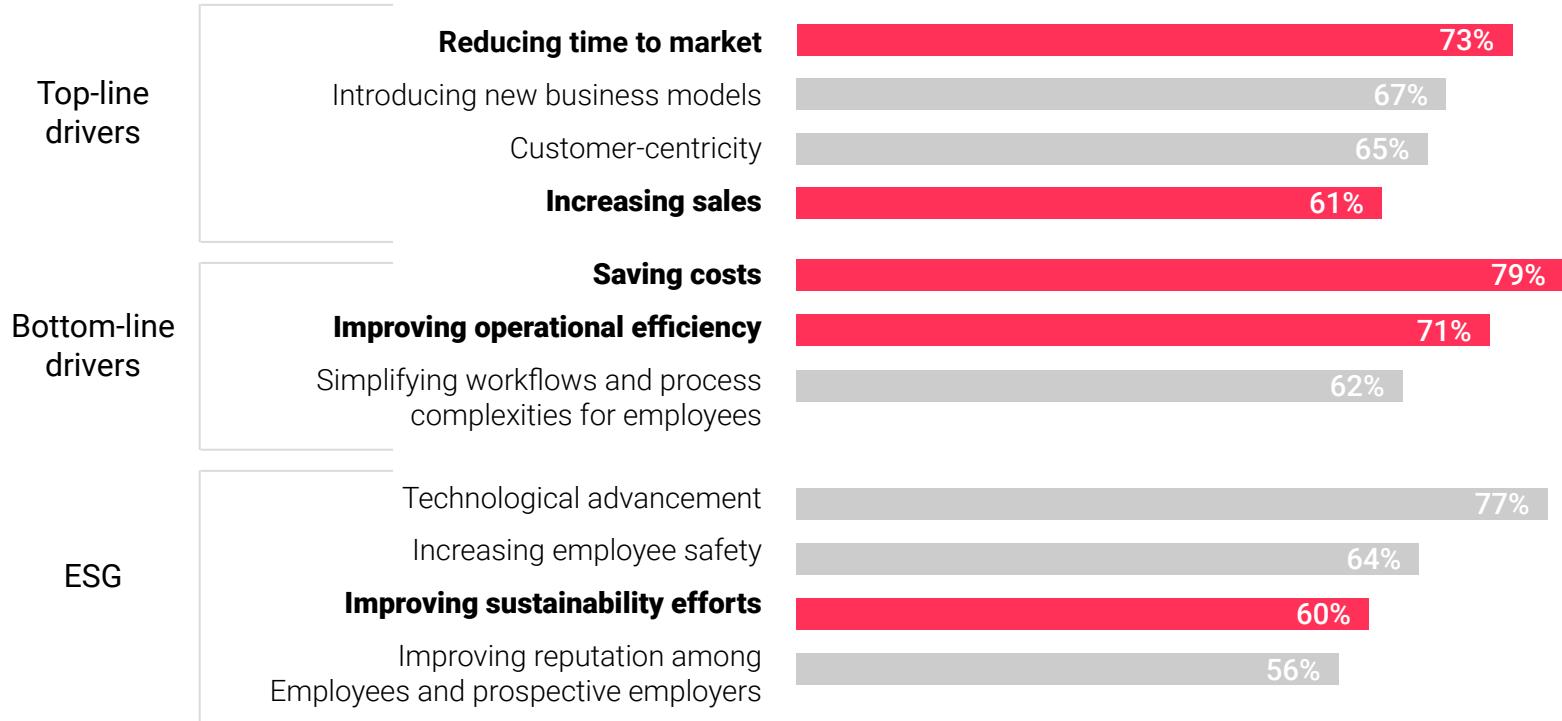 Top-line
drivers
Reducing time to market 73%
Introducing new business models 67%
Customer-centricity 65%
Increasing sales 61%
Bottom-line
drivers
Saving costs 79%
Improving operational efficiency 71%
Simplifying workflows and process
complexities for employees 62%
ESG
Technological advancement 77%
Increasing employee safety 64%
Improving sustainability efforts 60%
Improving reputation among
Employees and prospective employers 56%